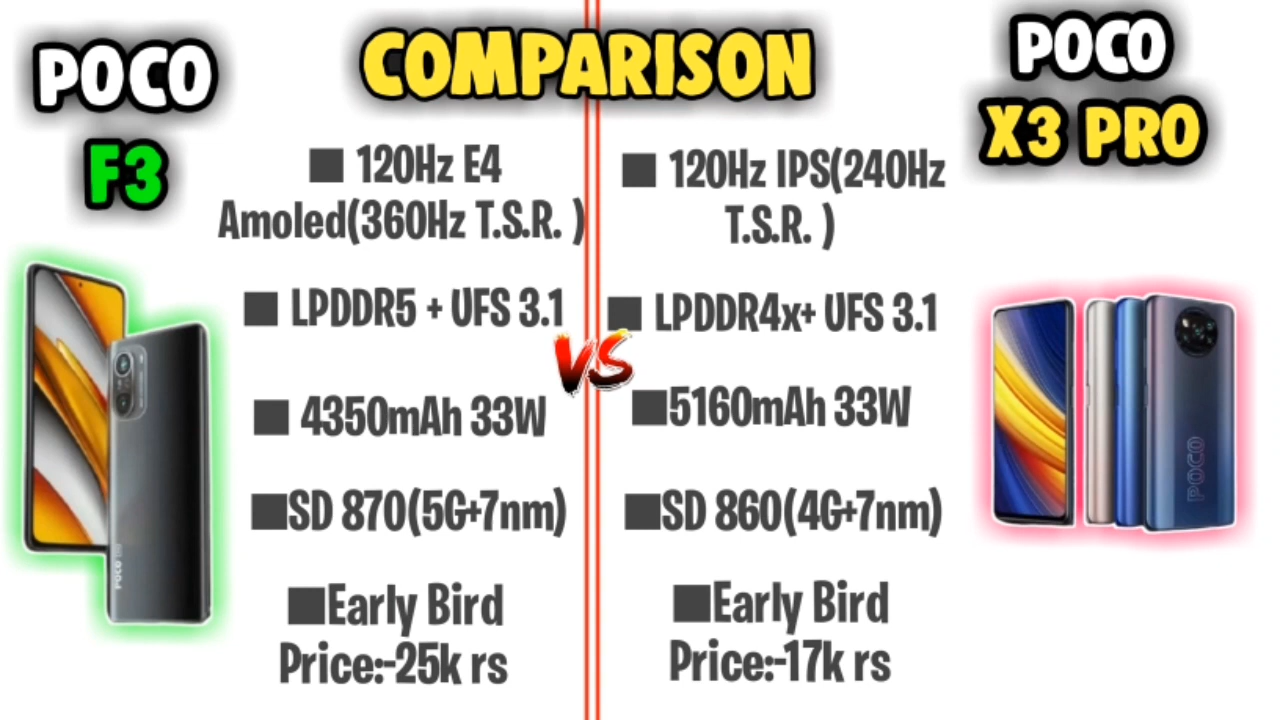 POCO
F3
COMPARISON
POCO
X3 PRO
■ 120Hz E4
Amoled(360Hz T.S.R. )
■ LPDDR5 + UFS 3.1
■ 4350mAh 33W
■SD 870(5G+7nm)
■Early Bird
Price:-25k rs
VS
■ 120Hz IPS(240Hz
T.S.R. )
■ LPDDR4x+ UFS 3.1
■5160mAh 33W
■SD 860(4G+7nm)
■Early Bird
Price:-17k rs
POCO
POCO